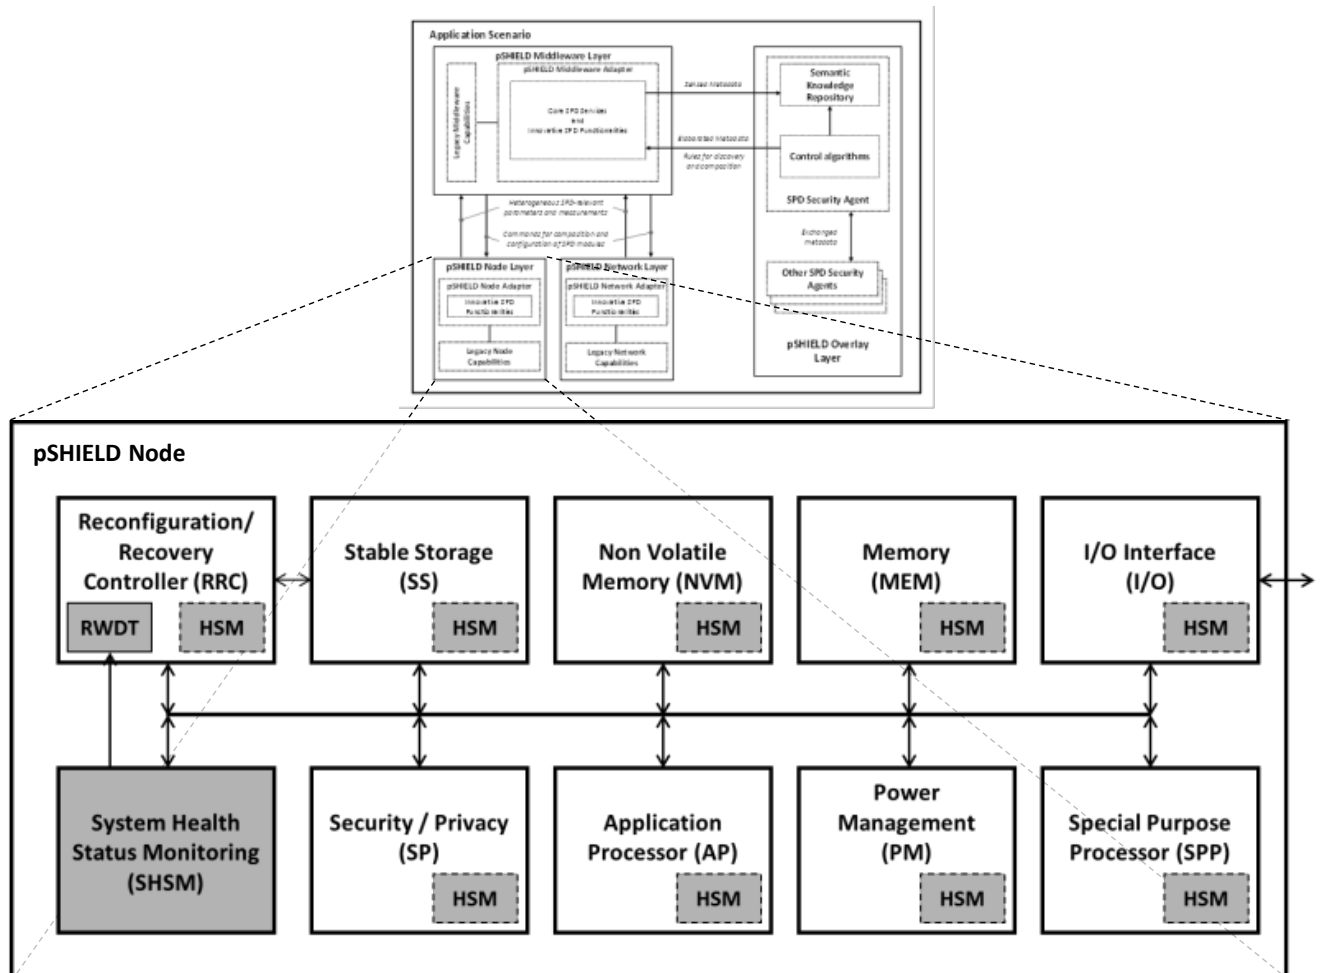 Application Scenario
pSHIELD Middleware Layer
pSHIELD Middleware Adapter
Legacy Middleware
Capabilities
Core SPD Services
and
Innovative SPD Functionalities
Sensed Metadata
Elaborated Metadata
Rules for discovery
and composition
Semantic
Knowledge
Repository
Control algorithms
SPD Security Agent
Exchanged
metadata
Other SPD Security
Agents
pSHIELD Overlay
Layer
Heterogeneous SPD-relevant
parameters and measurements
Commands for composition and
configuration of SPD modules
pSHIELD Node Layer
pSHIELD Node Adapter
Innovative SPD
Functionalities
Legacy Node
Capabilities
pSHIELD Network Layer
pSHIELD Network Adapter
Innovative SPD
Functionalities
Legacy Network
Capabilities
pSHIELD Node
Reconfiguration/
Recovery
Controller (RRC)
RWDT
HSM
Stable Storage
(SS)
HSM
Non Volatile
Memory (NVM)
HSM
Memory
(MEM)
HSM
I/O Interface
(I/O)
HSM
System Health
Status Monitoring
(SHSM)
Security / Privacy
(SP)
HSM
Application
Processor (AP)
HSM
Power
Management
(PM)
HSM
Special Purpose
Processor (SPP)
HSM